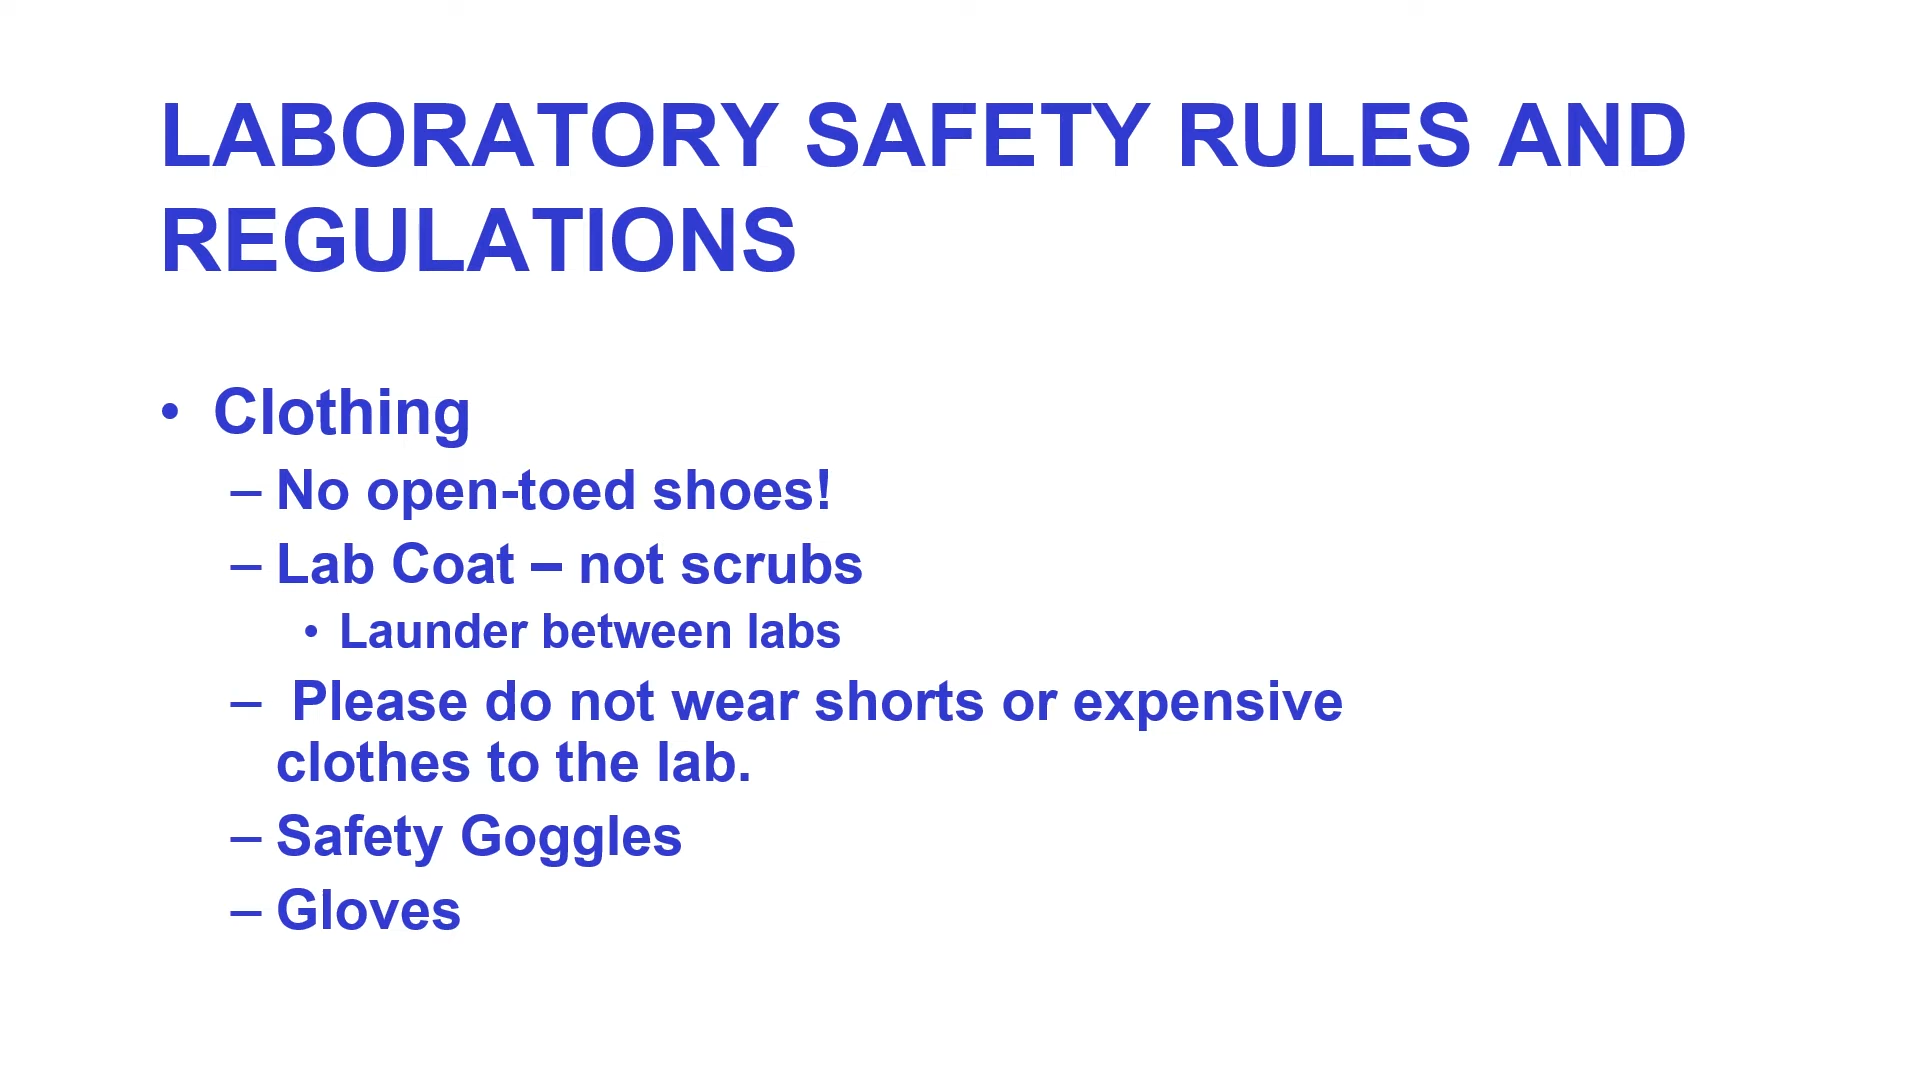 LABORATORY SAFETY RULES AND
REGULATIONS
• Clothing
– No open-toed shoes!
– Lab Coat – not scrubs
• Launder between labs
– Please do not wear shorts or expensive
clothes to the lab.
– Safety Goggles
– Gloves